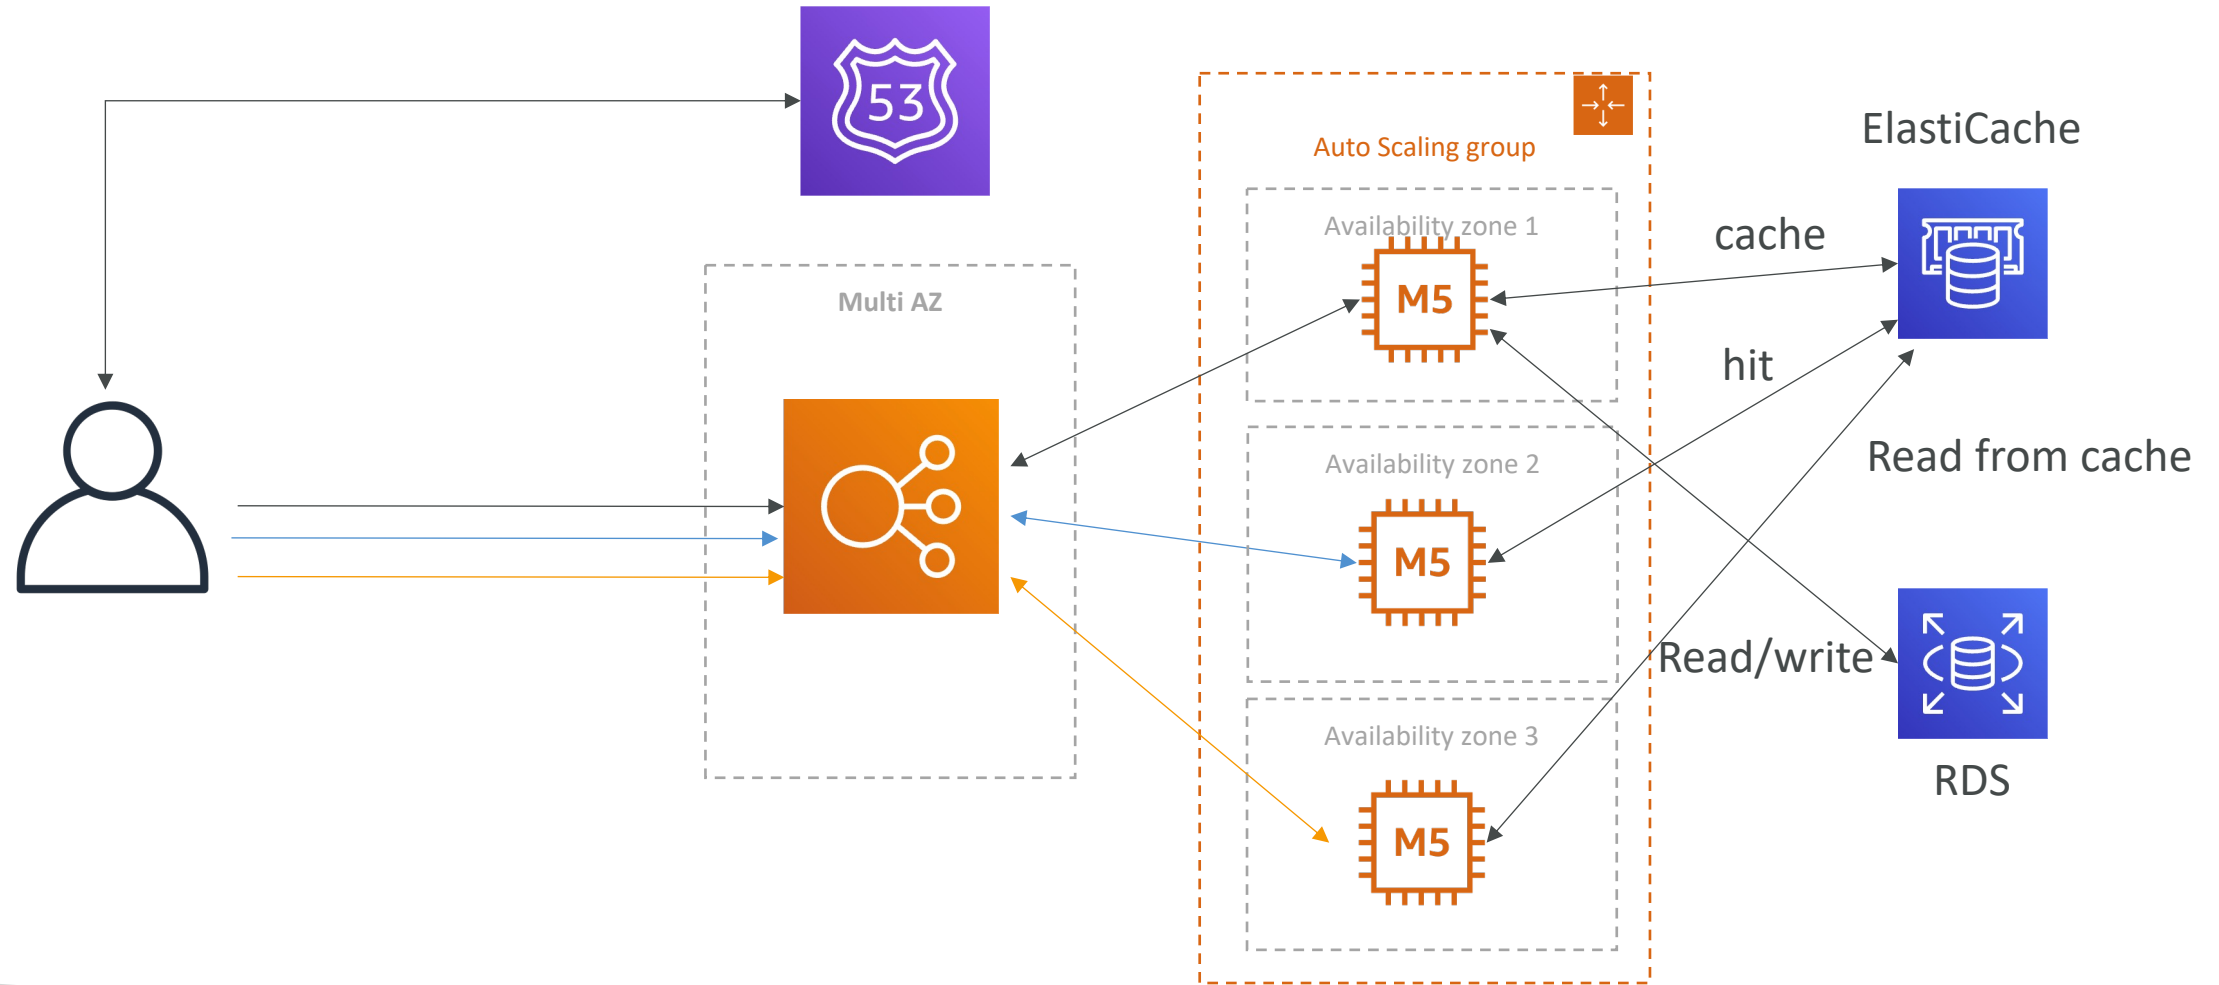 53
Auto Scaling group
ElastiCache
Availability zone 1
cache
M5
Multi AZ
hit
Availability zone 2
Read from cache
M5
Read/write
Availability zone 3
RDS
M5